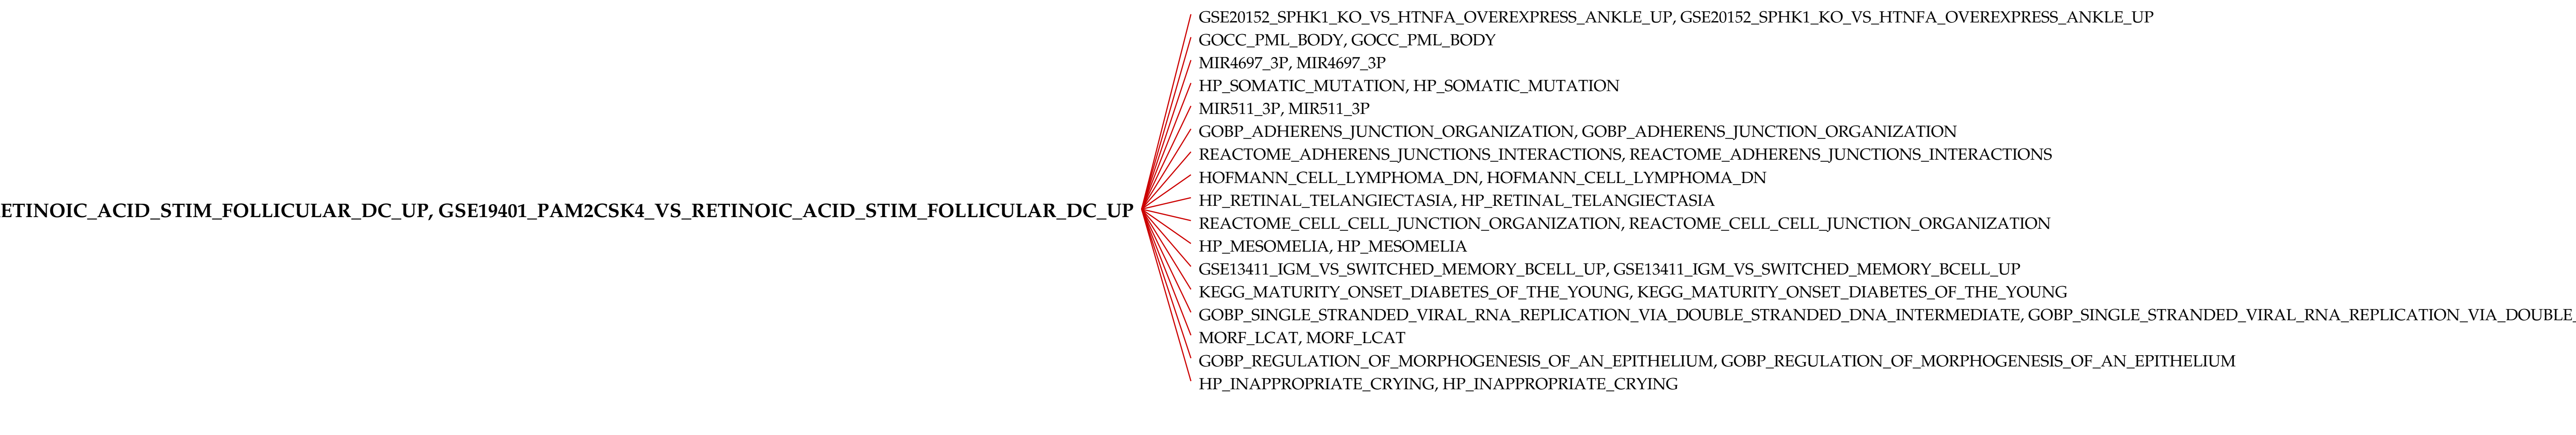 GSE20152_SPHK1_KO_VS_HTNFA_OVEREXPRESS_ANKLE_UP, GSE20152_SPHK1_KO_VS_HTNFA_OVEREXPRESS_ANKLE_UP
GOCC_PML_BODY, GOCC_PML_BODY
MIR4697_3P, MIR4697_3P
HP_SOMATIC_MUTATION, HP_SOMATIC_MUTATION
MIR511_3P, MIR511_3P
GOBP_ADHERENS_JUNCTION_ORGANIZATION, GOBP_ADHERENS_JUNCTION_ORGANIZATION
REACTOME_ADHERENS_JUNCTIONS_INTERACTIONS, REACTOME_ADHERENS_JUNCTIONS_INTERACTIONS
HOFMANN_CELL_LYMPHOMA_DN, HOFMANN_CELL_LYMPHOMA_DN
HP_RETINAL_TELANGIECTASIA, HP_RETINAL_TELANGIECTASIA
ETINOIC_ACID_STIM_FOLLICULAR_DC_UP, GSE19401_PAM2CSK4_VS_RETINOIC_ACID_STIM_FOLLICULAR_DC_UP
REACTOME_CELL_CELL_JUNCTION_ORGANIZATION, REACTOME_CELL_CELL_JUNCTION_ORGANIZATION
HP_MESOMELIA, HP_MESOMELIA
GSE13411_IGM_VS_SWITCHED_MEMORY_BCELL_UP, GSE13411_IGM_VS_SWITCHED_MEMORY_BCELL_UP
KEGG_MATURITY_ONSET_DIABETES_OF_THE_YOUNG, KEGG_MATURITY_ONSET_DIABETES_OF_THE_YOUNG
GOBP_SINGLE_STRANDED_VIRAL_RNA_REPLICATION_VIA_DOUBLE_STRANDED_DNA_INTERMEDIATE, GOBP_SINGLE_STRANDED_VIRAL_RNA_REPLICATION_VIA_DOUBLE_
MORF_LCAT, MORF_LCAT
GOBP_REGULATION_OF_MORPHOGENESIS_OF_AN_EPITHELIUM, GOBP_REGULATION_OF_MORPHOGENESIS_OF_AN_EPITHELIUM
HP_INAPPROPRIATE_CRYING, HP_INAPPROPRIATE_CRYING